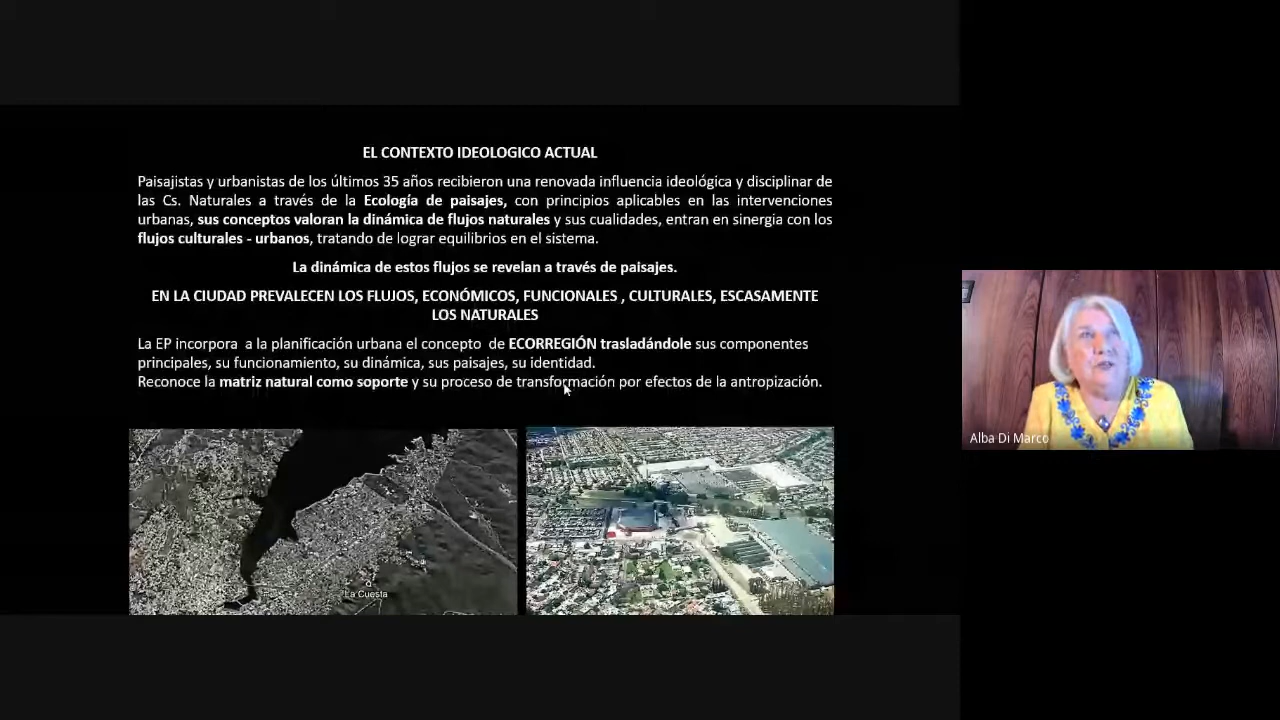 EL CONTEXTO IDEOLOGICO ACTUAL
Paisajistas y urbanistas de los últimos 35 años recibieron una renovada influencia ideológica y disciplinar de
las Cs. Naturales a través de la Ecología de paisajes, con principios aplicables en las intervenciones
urbanas, sus conceptos valoran la dinámica de flujos naturales y sus cualidades, entran en sinergia con los
flujos culturales - urbanos, tratando de lograr equilibrios en el sistema.
La dinámica de estos flujos se revelan a través de paisajes.
EN LA CIUDAD PREVALECEN LOS FLUJOS, ECONÓMICOS, FUNCIONALES , CULTURALES, ESCASAMENTE
LOS NATURALES
La EP incorpora a la planificación urbana el concepto de ECORREGIÓN trasladándole sus componentes
principales, su funcionamiento, su dinámica, sus paisajes, su identidad.
Reconoce la matriz natural como soporte y su proceso de transformación por efectos de la antropización.
La Cuesta
Alba Di Marco